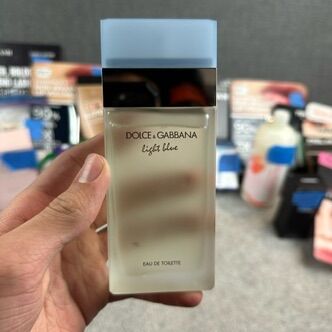 DOLCE & GABBANA
light blue
EAU DE TOILETTE